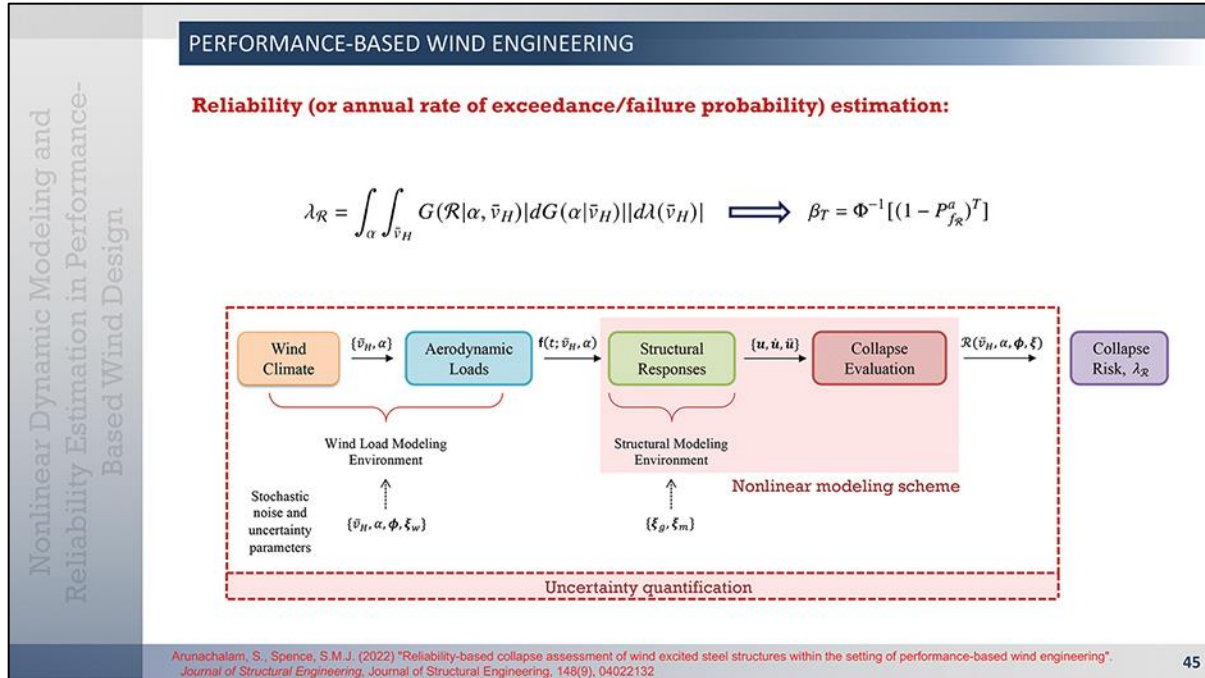 PERFORMANCE-BASED WIND ENGINEERING
Nonlinear Dynamic Modeling and
Reliability Estimation in Performance-
Based Wind Design
Reliability (or annual rate of exceedance/failure probability) estimation:
λ_ℛ = ∫_α ∫_{v̄_H} G(ℛ|α, v̄_H)|dG(α|v̄_H)||dλ(v̄_H)| ⟹ β_T = Φ⁻¹[(1 − P^a_{f_ℛ})^T]
Wind
Climate
{v̄_H, α}
Aerodynamic
Loads
f(t; v̄_H, α)
Structural
Responses
{u, u̇, ü}
Collapse
Evaluation
ℛ(v̄_H, α, ϕ, ξ)
Collapse
Risk, λ_ℛ
Wind Load Modeling
Environment
Structural Modeling
Environment
Nonlinear modeling scheme
Stochastic
noise and
uncertainty
parameters
{v̄_H, α, ϕ, ξ_w}
{ξ_g, ξ_m}
Uncertainty quantification
Arunachalam, S., Spence, S.M.J. (2022) "Reliability-based collapse assessment of wind excited steel structures within the setting of performance-based wind engineering".
Journal of Structural Engineering, Journal of Structural Engineering, 148(9), 04022132
45